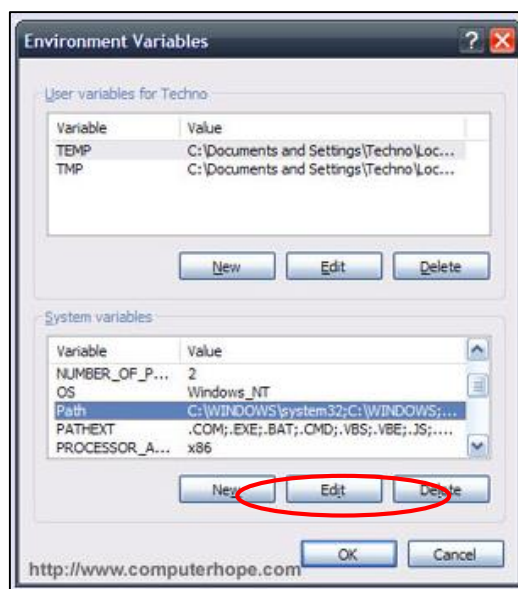 Environment Variables
User variables for Techno
Variable Value
TEMP C:\Documents and Settings\Techno\Loc...
TMP C:\Documents and Settings\Techno\Loc...
New Edit Delete
System variables
Variable Value
NUMBER_OF_P... 2
OS Windows_NT
Path C:\WINDOWS\system32;C:\WINDOWS;...
PATHEXT .COM;.EXE;.BAT;.CMD;.VBS;.VBE;.JS;....
PROCESSOR_A... x86
New Edit Delete
OK Cancel
http://www.computerhope.com